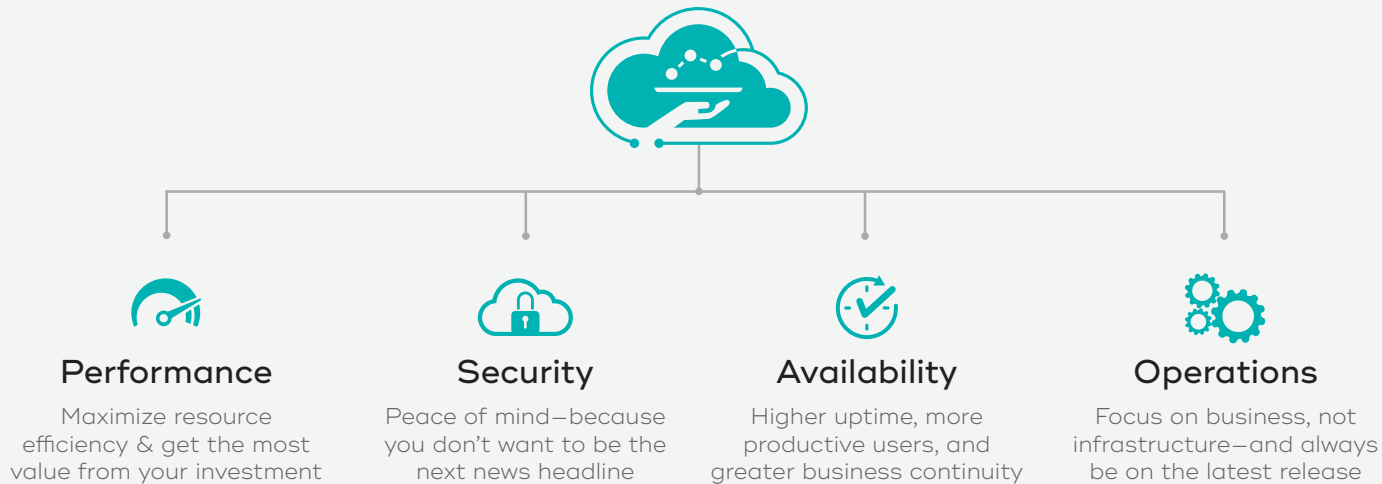 Performance
Maximize resource
efficiency & get the most
value from your investment
Security
Peace of mind—because
you don’t want to be the
next news headline
Availability
Higher uptime, more
productive users, and
greater business continuity
Operations
Focus on business, not
infrastructure—and always
be on the latest release